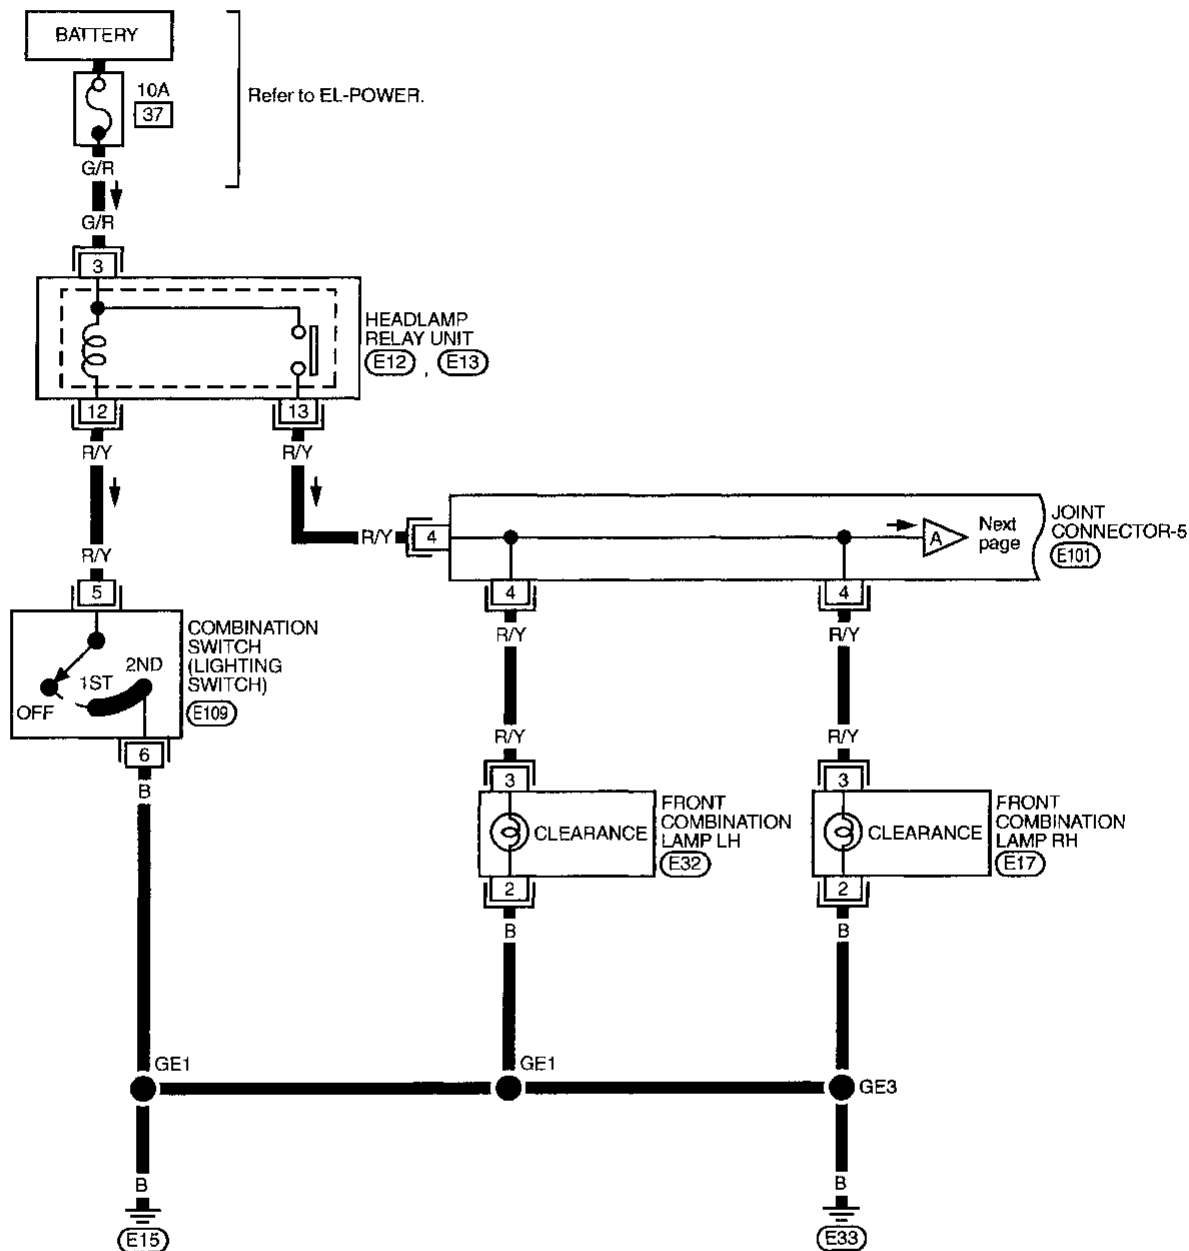 BATTERY
10A
37
Refer to EL-POWER.
G/R
G/R
3
HEADLAMP
RELAY UNIT
E12 , E13
12
13
R/Y
R/Y
R/Y
R/Y
4
A
Next
page
JOINT
CONNECTOR-5
E101
5
4
4
COMBINATION
SWITCH
(LIGHTING
SWITCH)
E109
OFF
1ST
2ND
6
B
R/Y
R/Y
R/Y
R/Y
3
3
CLEARANCE
FRONT
COMBINATION
LAMP LH
E32
CLEARANCE
FRONT
COMBINATION
LAMP RH
E17
2
2
B
B
GE1
GE1
GE3
B
B
E15
E33